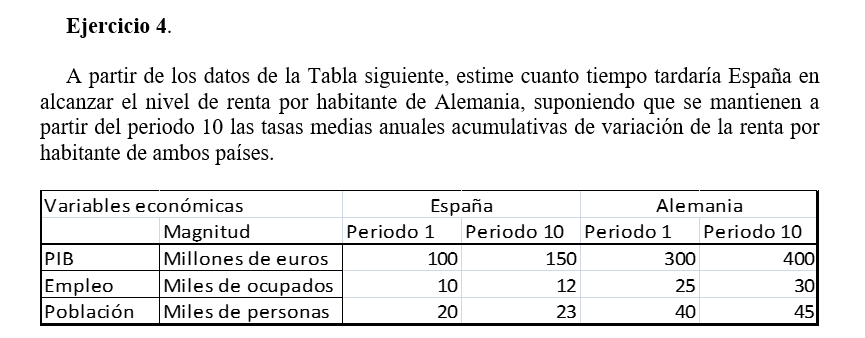 Ejercicio 4.
A partir de los datos de la Tabla siguiente, estime cuanto tiempo tardaría España en
alcanzar el nivel de renta por habitante de Alemania, suponiendo que se mantienen a
partir del periodo 10 las tasas medias anuales acumulativas de variación de la renta por
habitante de ambos países.
Variables económicas España Alemania
Magnitud Periodo 1 Periodo 10 Periodo 1 Periodo 10
PIB Millones de euros 100 150 300 400
Empleo Miles de ocupados 10 12 25 30
Población Miles de personas 20 23 40 45